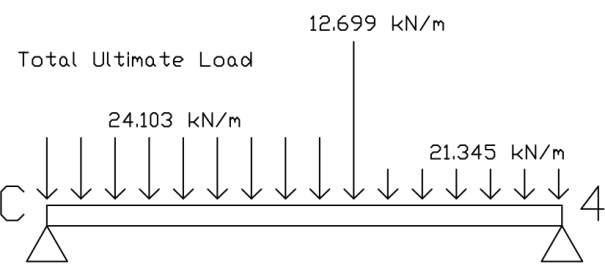 12.699 kN/m
Total Ultimate Load
24.103 kN/m
21.345 kN/m
C
4